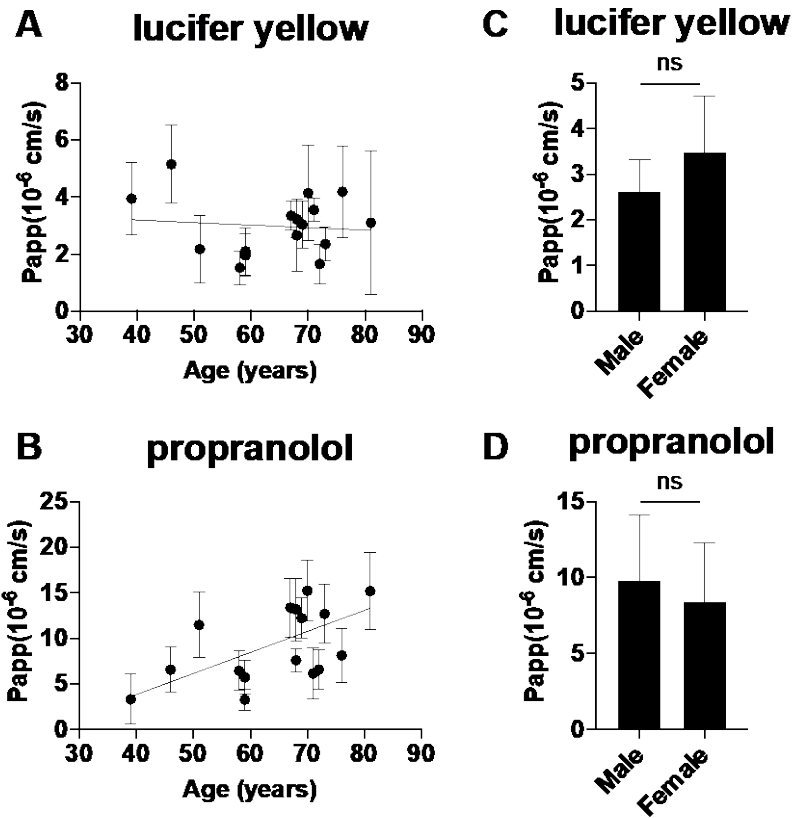 A
lucifer yellow
8
6
4
2
0
Papp(10-6 cm/s)
30 40 50 60 70 80 90
Age (years)
C
lucifer yellow
ns
5
4
3
2
1
0
Papp(10-6 cm/s)
Male
Female
B
propranolol
25
20
15
10
5
0
Papp(10-6 cm/s)
30 40 50 60 70 80 90
Age (years)
D
propranolol
ns
15
10
5
0
Papp(10-6 cm/s)
Male
Female